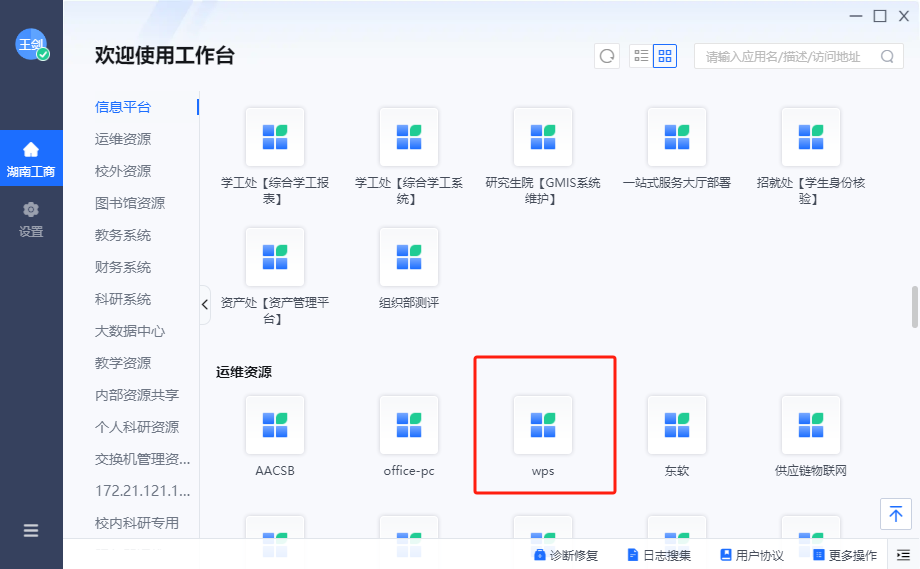 王剑
湖南工商
设置
欢迎使用工作台
请输入应用名/描述/访问地址
信息平台
运维资源
校外资源
图书馆资源
教务系统
财务系统
科研系统
大数据中心
教学资源
内部资源共享
个人科研资源
交换机管理资...
172.21.121.1...
校内科研专用
学工处【综合学工报
表】
学工处【综合学工系
统】
研究生院【GMIS系统
维护】
一站式服务大厅部署
招就处【学生身份核
验】
资产处【资产管理平
台】
组织部测评
运维资源
AACSB
office-pc
wps
东软
供应链物联网
诊断修复
日志搜集
用户协议
更多操作